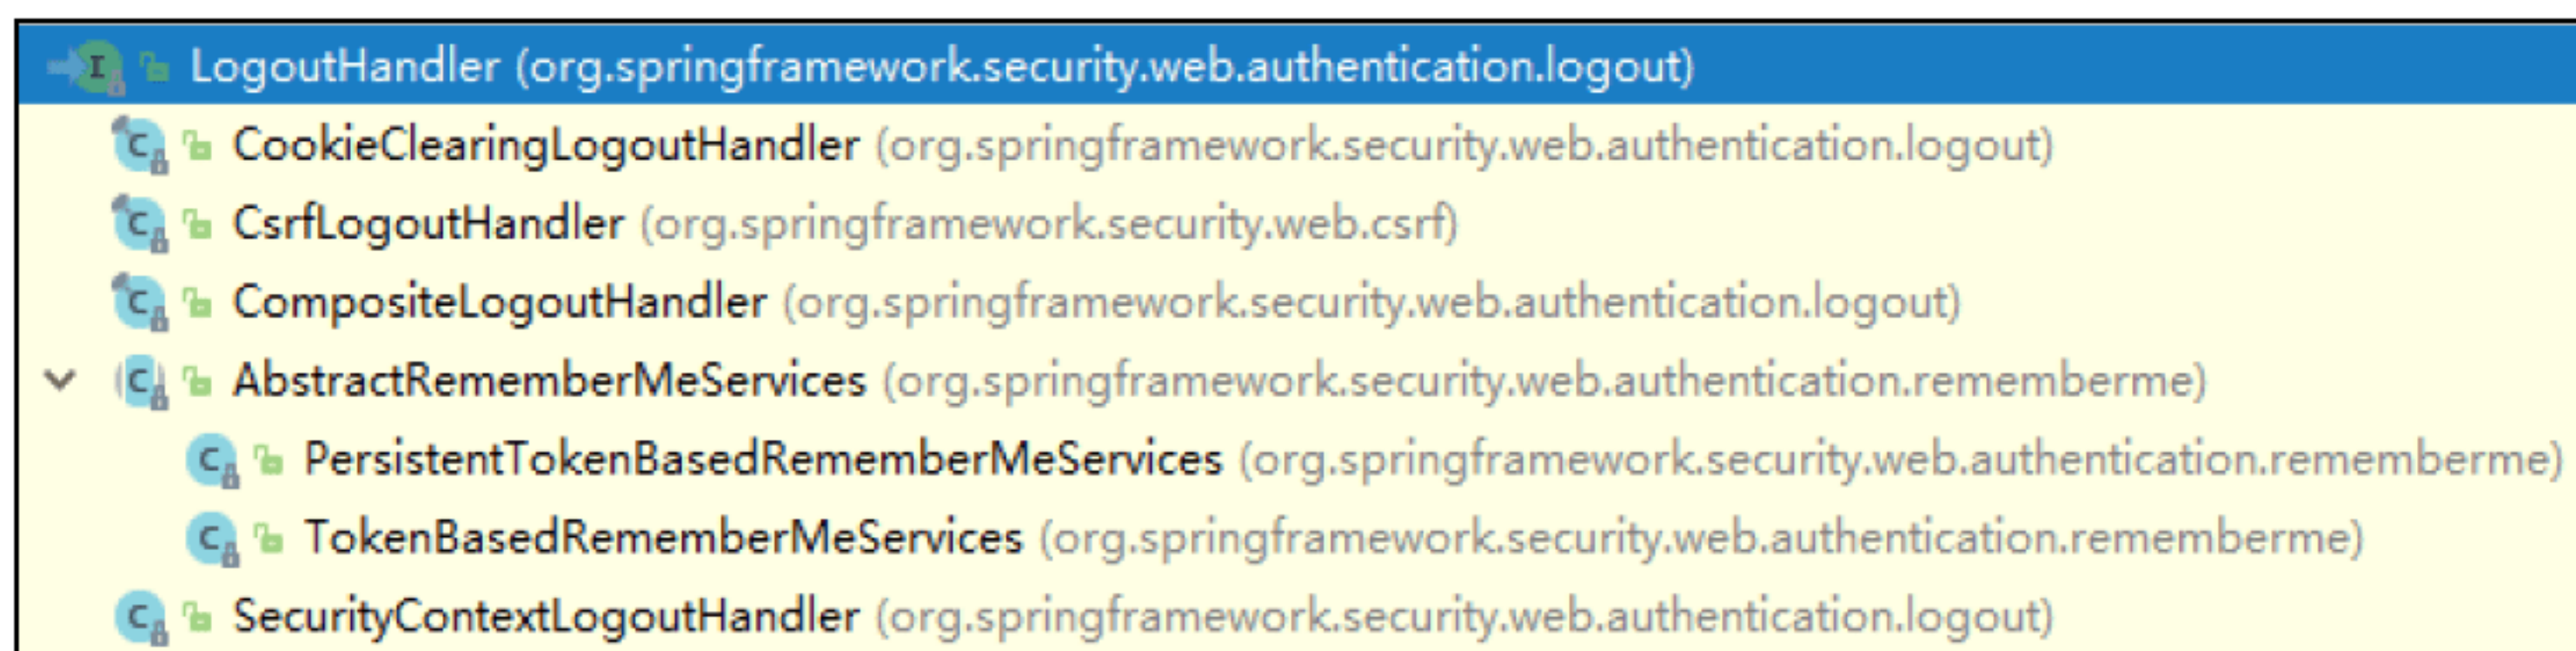 LogoutHandler (org.springframework.security.web.authentication.logout)
CookieClearingLogoutHandler (org.springframework.security.web.authentication.logout)
CsrfLogoutHandler (org.springframework.security.web.csrf)
CompositeLogoutHandler (org.springframework.security.web.authentication.logout)
AbstractRememberMeServices (org.springframework.security.web.authentication.rememberme)
PersistentTokenBasedRememberMeServices (org.springframework.security.web.authentication.rememberme)
TokenBasedRememberMeServices (org.springframework.security.web.authentication.rememberme)
SecurityContextLogoutHandler (org.springframework.security.web.authentication.logout)